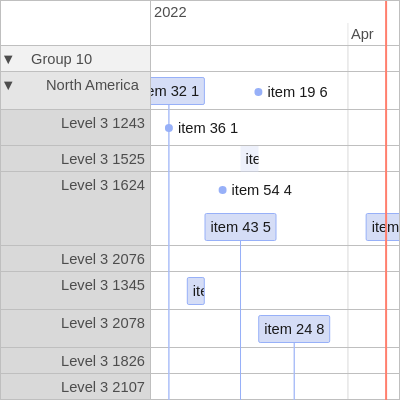 2022
Apr
▼ Group 10
▼ North America
em 32 1
item 19 6
Level 3 1243
item 36 1
Level 3 1525
ite
Level 3 1624
item 54 4
item 43 5
item
Level 3 2076
Level 3 1345
ite
Level 3 2078
item 24 8
Level 3 1826
Level 3 2107